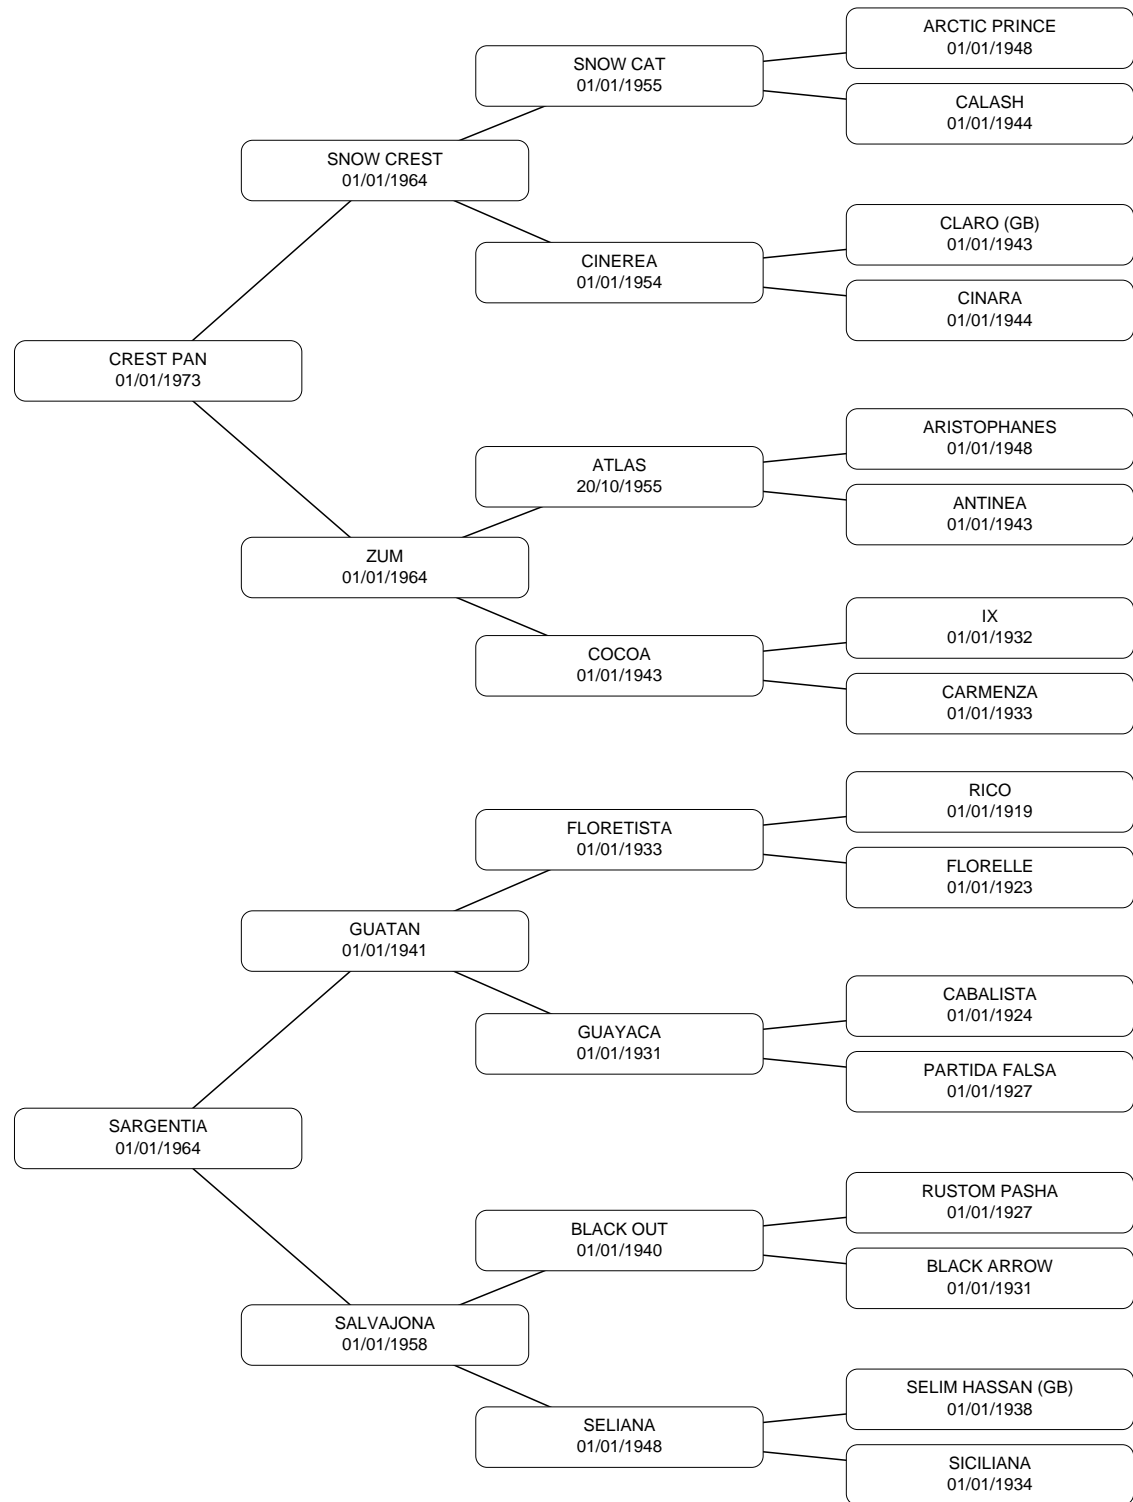 ARCTIC PRINCE
01/01/1948
SNOW CAT
01/01/1955
CALASH
01/01/1944
SNOW CREST
01/01/1964
CLARO (GB)
01/01/1943
CINEREA
01/01/1954
CINARA
01/01/1944
CREST PAN
01/01/1973
ARISTOPHANES
01/01/1948
ATLAS
20/10/1955
ANTINEA
01/01/1943
ZUM
01/01/1964
IX
01/01/1932
COCOA
01/01/1943
CARMENZA
01/01/1933
RICO
01/01/1919
FLORETISTA
01/01/1933
FLORELLE
01/01/1923
GUATAN
01/01/1941
CABALISTA
01/01/1924
GUAYACA
01/01/1931
PARTIDA FALSA
01/01/1927
SARGENTIA
01/01/1964
RUSTOM PASHA
01/01/1927
BLACK OUT
01/01/1940
BLACK ARROW
01/01/1931
SALVAJONA
01/01/1958
SELIM HASSAN (GB)
01/01/1938
SELIANA
01/01/1948
SICILIANA
01/01/1934